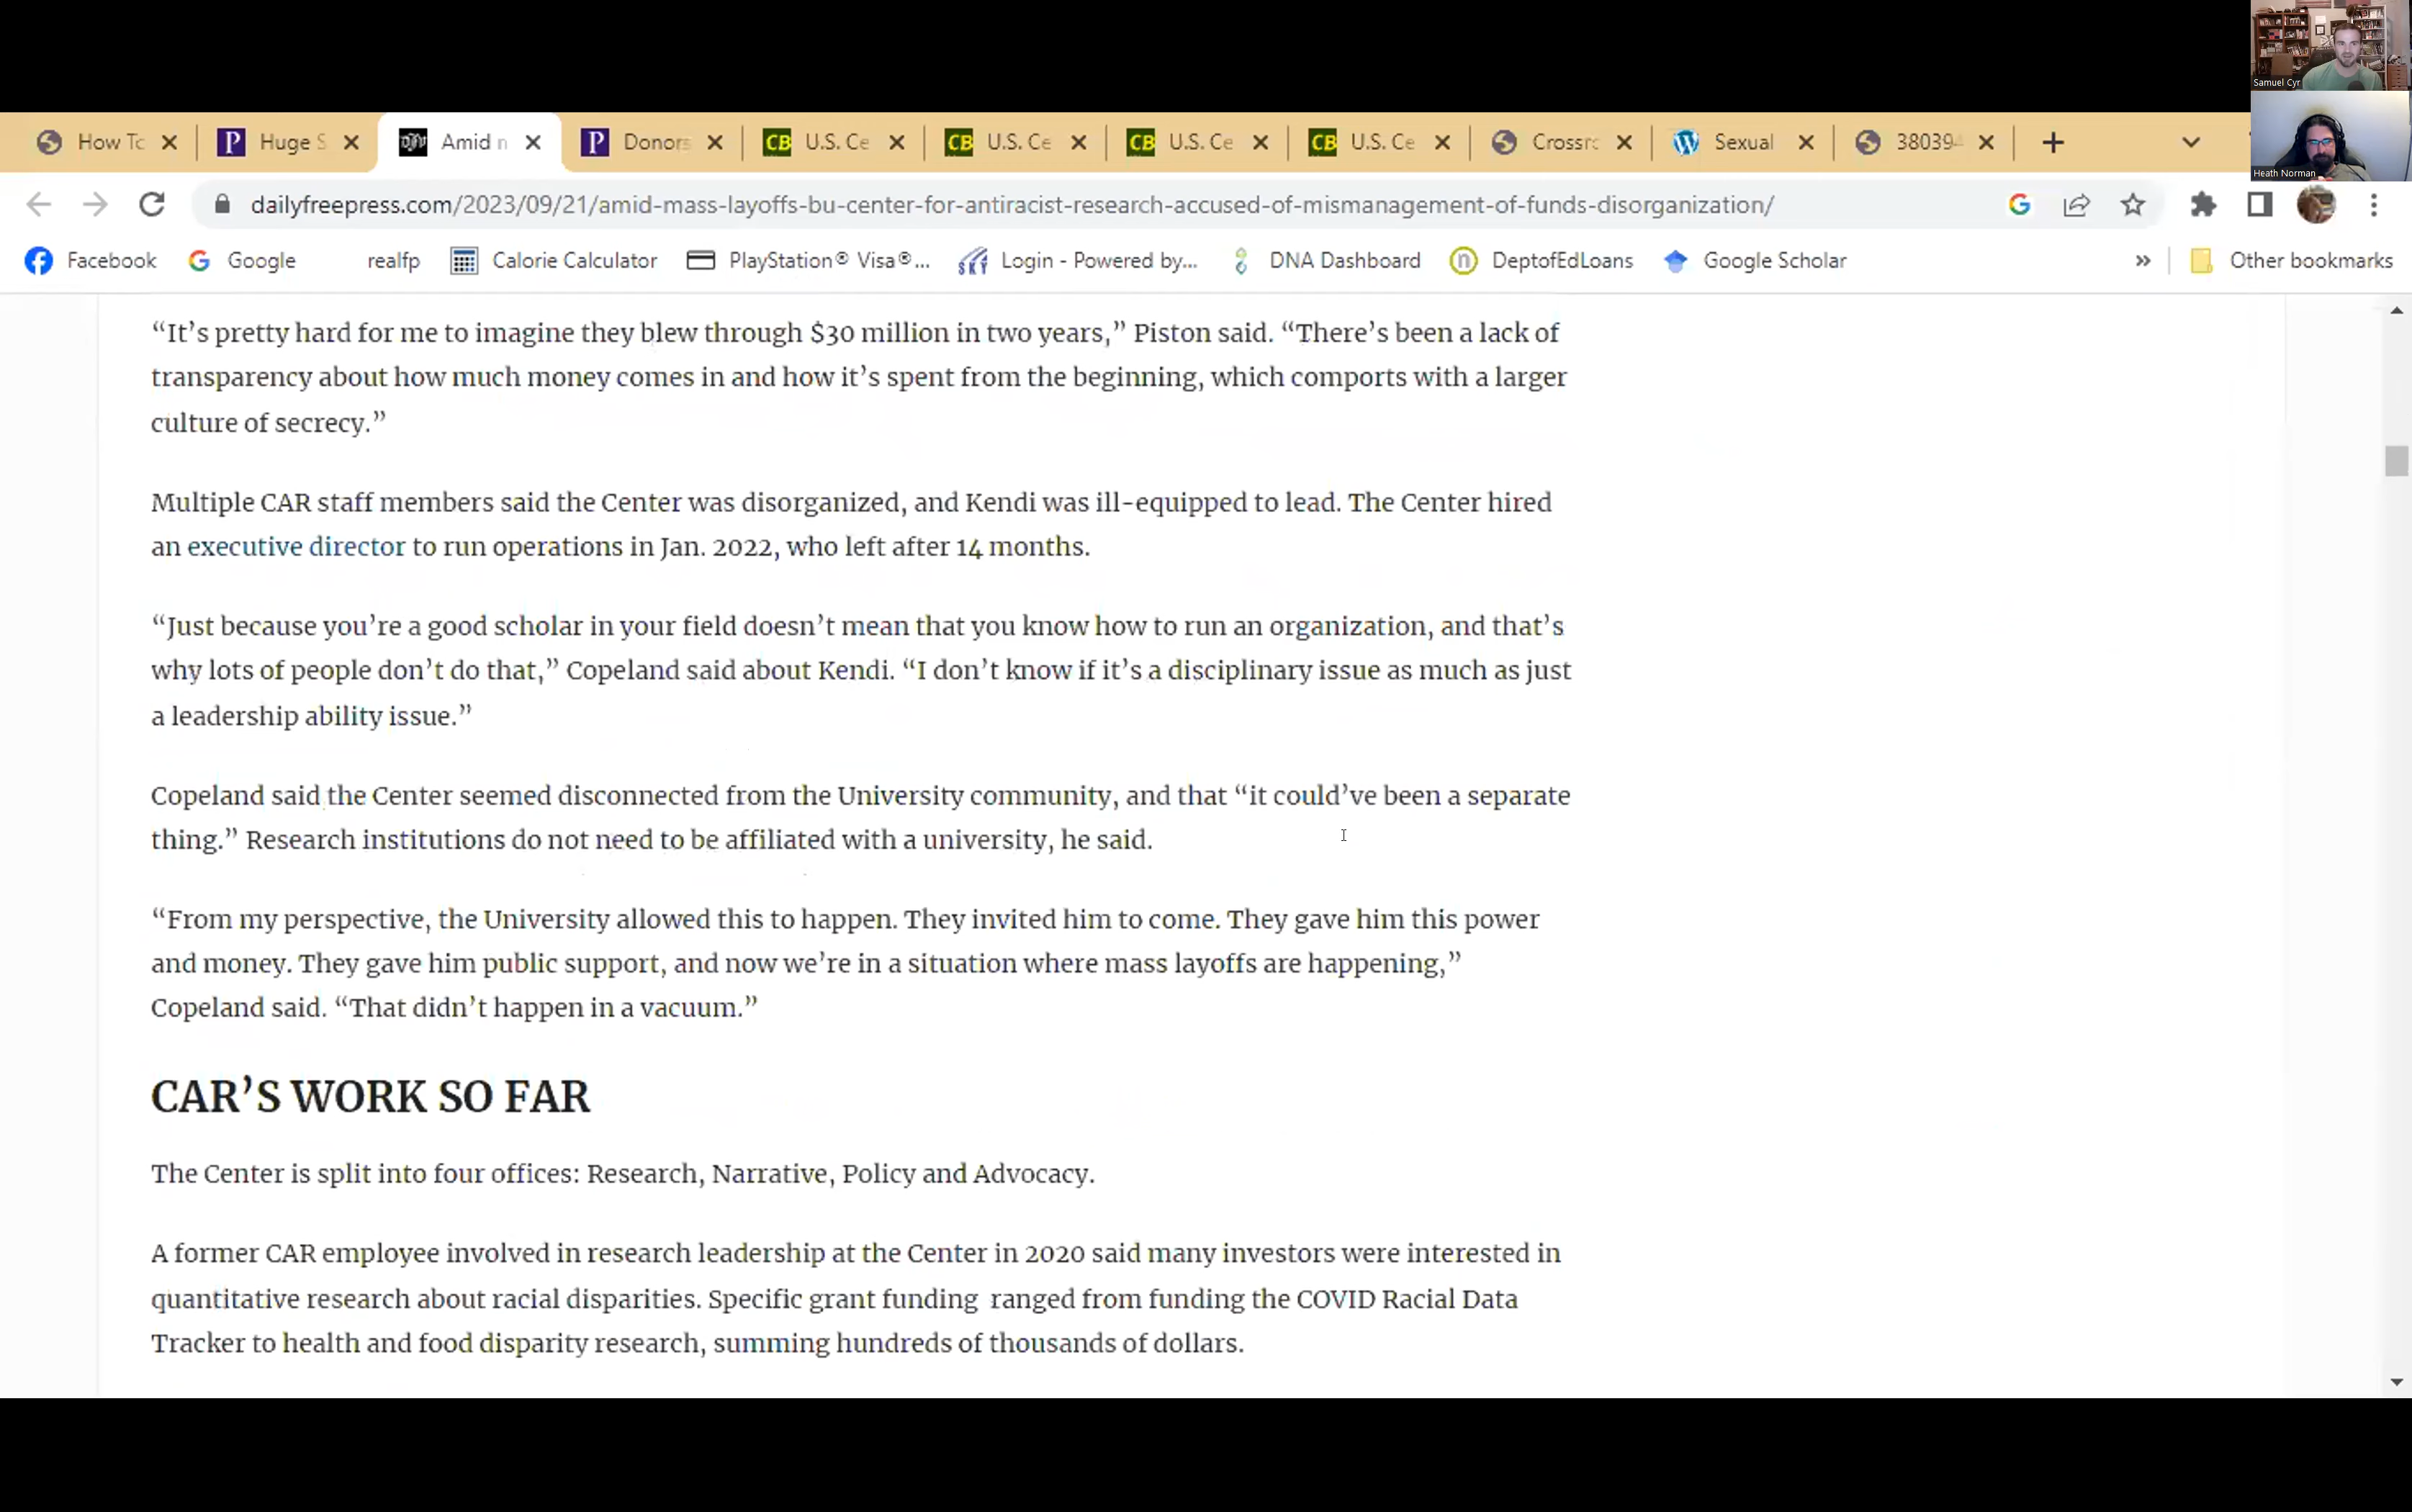 Samuel Cyr
Heath Norman
How To
Huge S
Amid n
Donors
CB U.S. Ce
CB U.S. Ce
CB U.S. Ce
CB U.S. Ce
Crossro
Sexual
38039
dailyfreepress.com/2023/09/21/amid-mass-layoffs-bu-center-for-antiracist-research-accused-of-mismanagement-of-funds-disorganization/
Facebook Google realfp Calorie Calculator PlayStation® Visa®... Login - Powered by... DNA Dashboard DeptofEdLoans Google Scholar » Other bookmarks
“It’s pretty hard for me to imagine they blew through $30 million in two years,” Piston said. “There’s been a lack of
transparency about how much money comes in and how it’s spent from the beginning, which comports with a larger
culture of secrecy.”
Multiple CAR staff members said the Center was disorganized, and Kendi was ill-equipped to lead. The Center hired
an executive director to run operations in Jan. 2022, who left after 14 months.
“Just because you’re a good scholar in your field doesn’t mean that you know how to run an organization, and that’s
why lots of people don’t do that,” Copeland said about Kendi. “I don’t know if it’s a disciplinary issue as much as just
a leadership ability issue.”
Copeland said the Center seemed disconnected from the University community, and that “it could’ve been a separate
thing.” Research institutions do not need to be affiliated with a university, he said.
“From my perspective, the University allowed this to happen. They invited him to come. They gave him this power
and money. They gave him public support, and now we’re in a situation where mass layoffs are happening,”
Copeland said. “That didn’t happen in a vacuum.”
CAR’S WORK SO FAR
The Center is split into four offices: Research, Narrative, Policy and Advocacy.
A former CAR employee involved in research leadership at the Center in 2020 said many investors were interested in
quantitative research about racial disparities. Specific grant funding ranged from funding the COVID Racial Data
Tracker to health and food disparity research, summing hundreds of thousands of dollars.